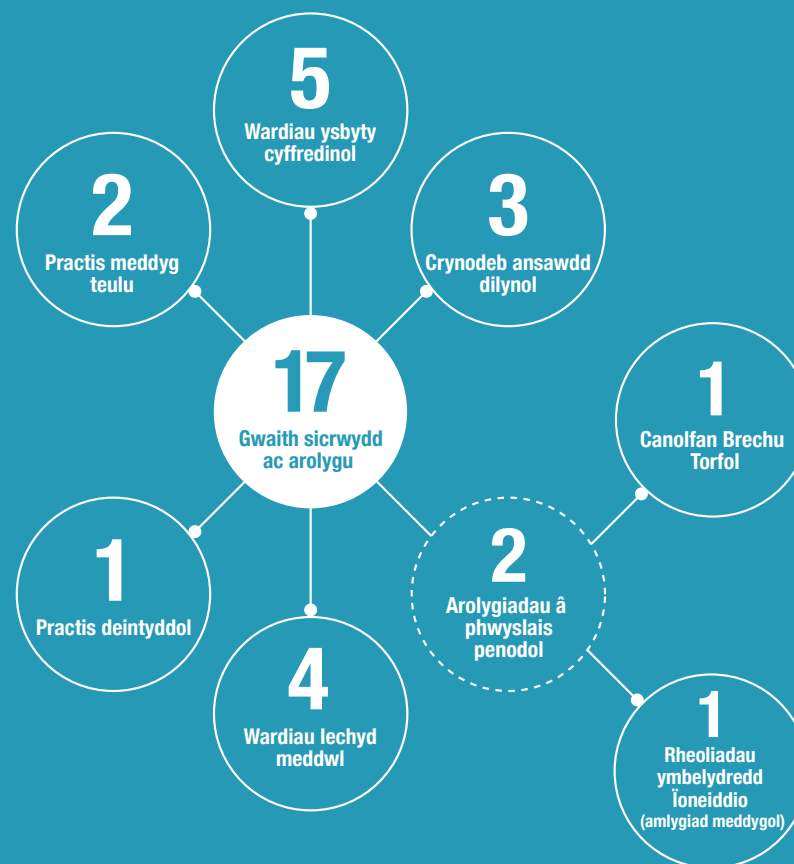 5
Wardiau ysbyty
cyffredinol
2
Practis meddyg
teulu
3
Crynodeb ansawdd
dilynol
17
Gwaith sicrwydd
ac arolygu
1
Canolfan Brechu
Torfol
1
Practis deintyddol
2
Arolygiadau â
phwyslais
penodol
4
Wardiau Iechyd
meddwl
1
Rheoliadau
ymbelydredd
Ïoneiddio
(amlygiad meddygol)